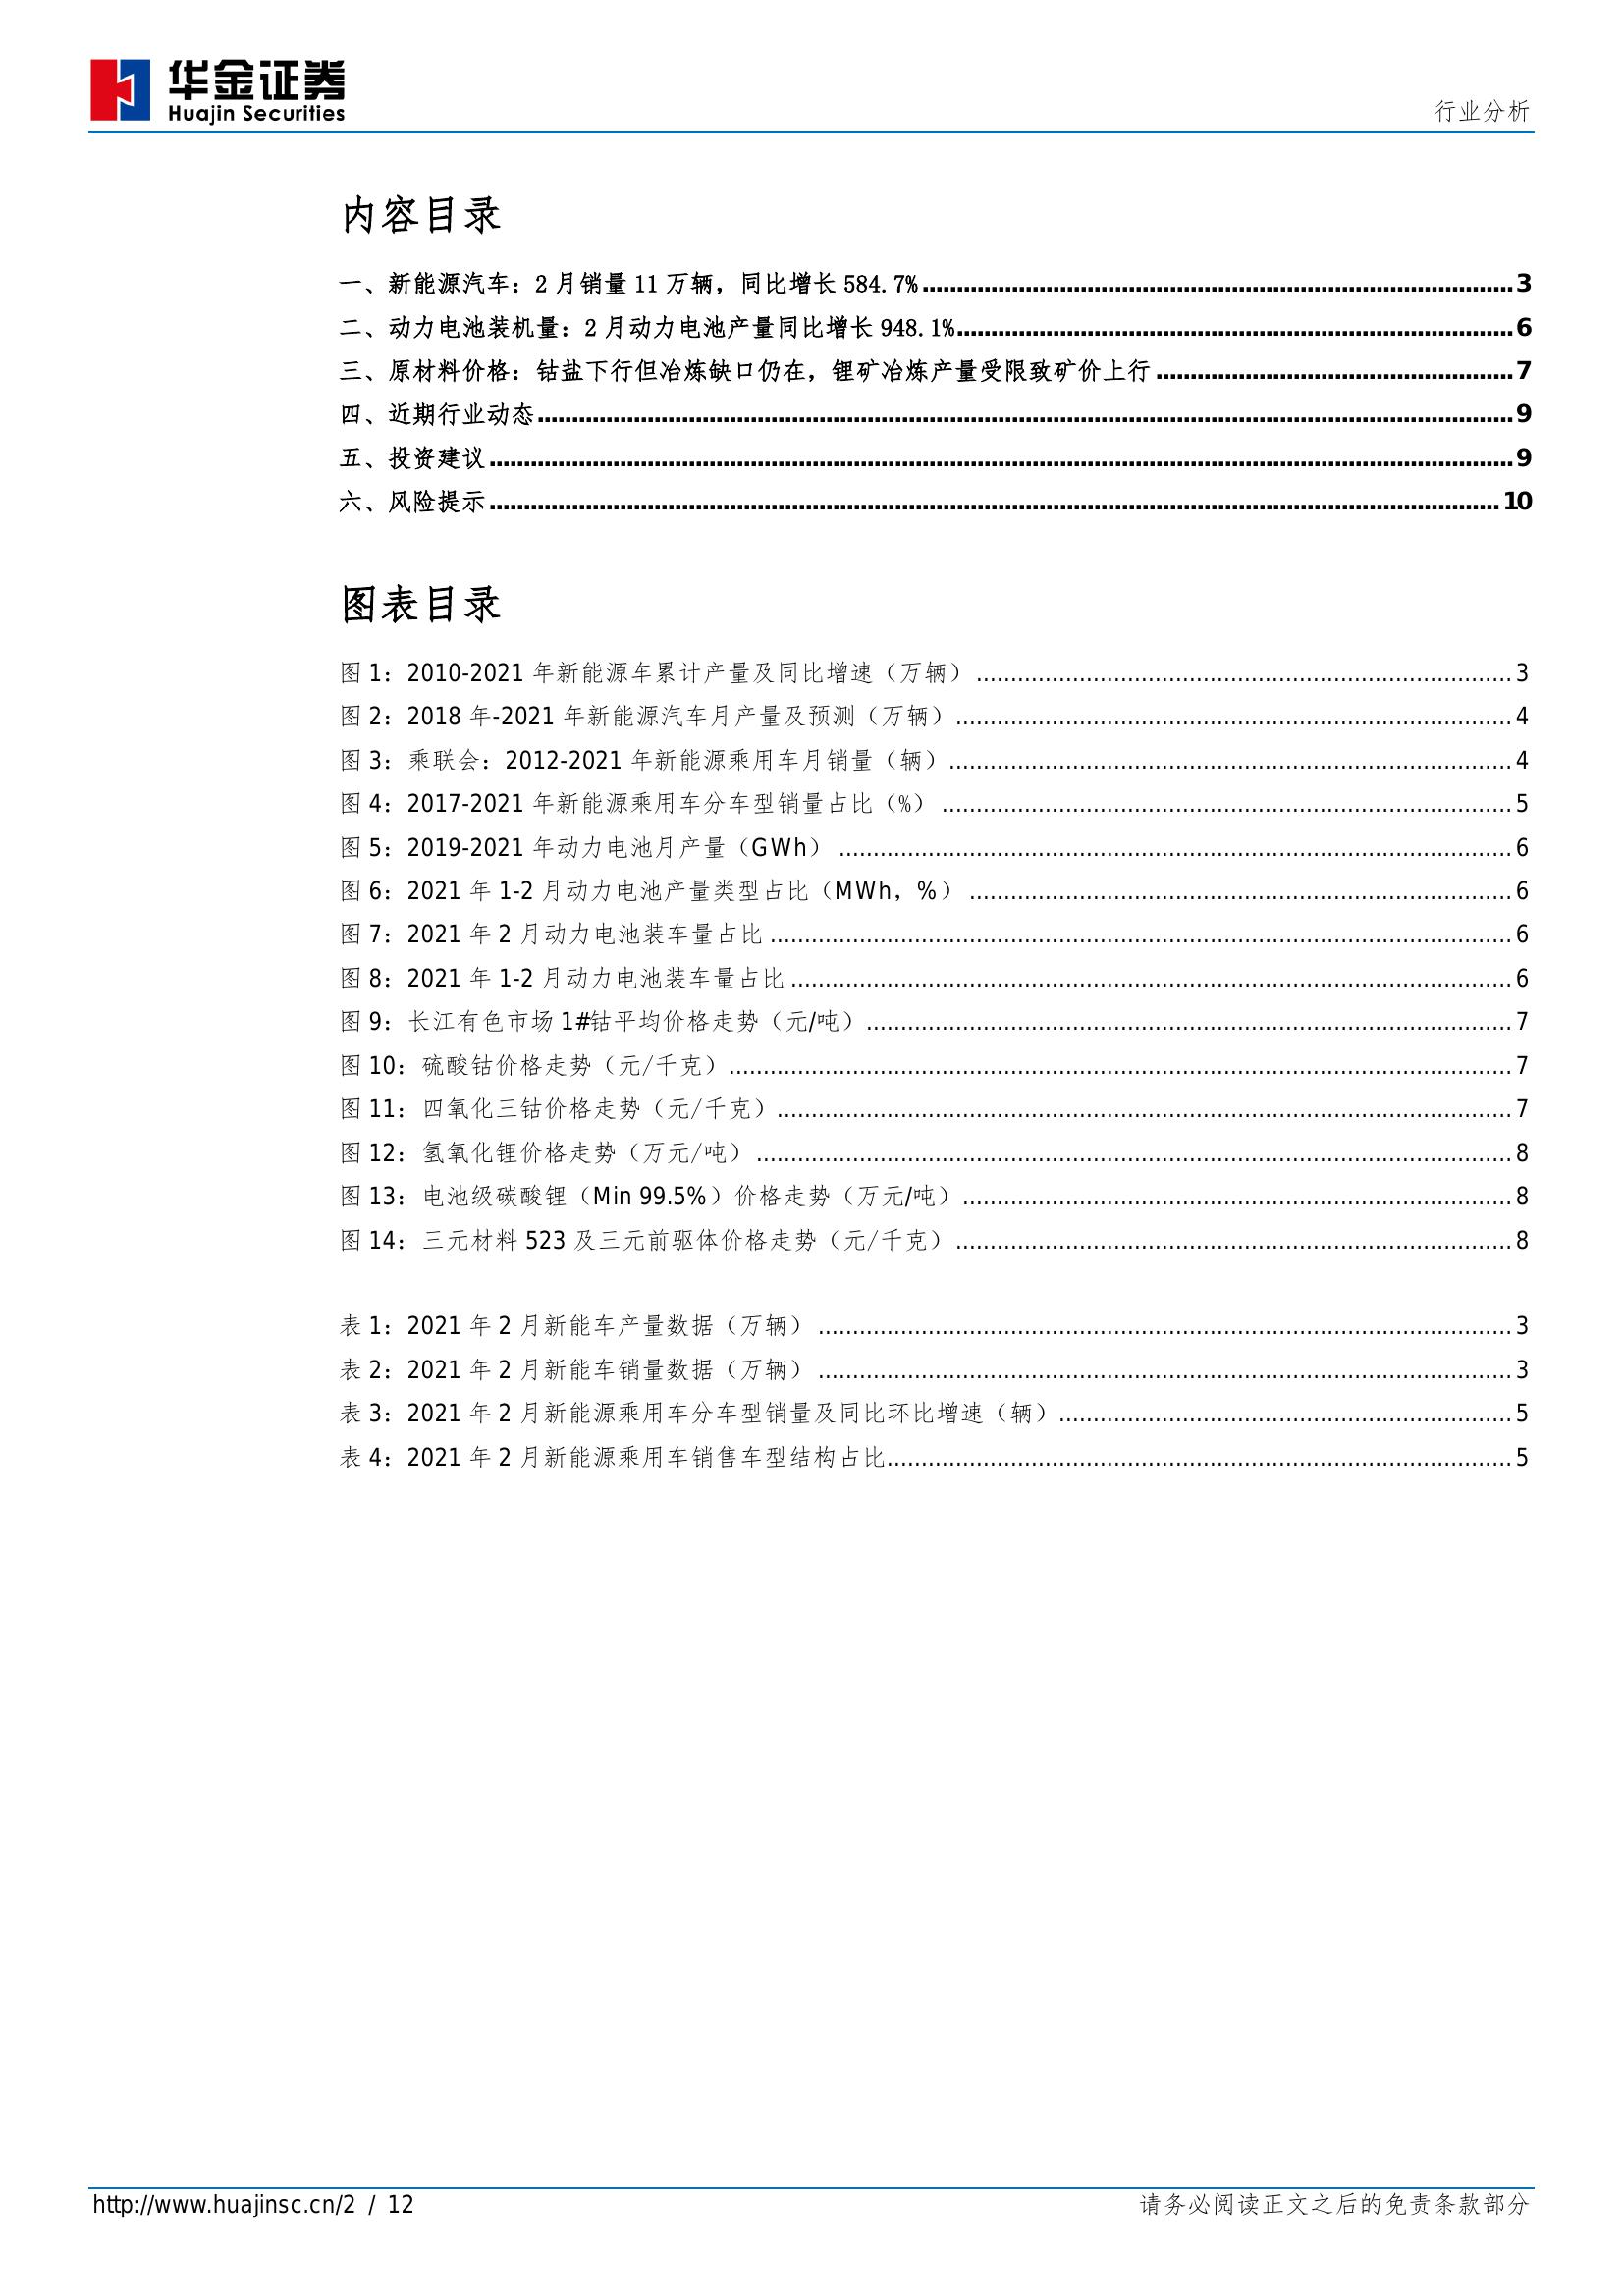 华金证券
Huajin Securities
行业分析
内容目录
一、新能源汽车：2 月销量 11 万辆，同比增长 584.7%.....................3
二、动力电池装机量：2 月动力电池产量同比增长 948.1%.....................6
三、原材料价格：钴盐下行但冶炼缺口仍在，锂矿冶炼产量受限致矿价上行.....................7
四、近期行业动态.....................9
五、投资建议.....................9
六、风险提示.....................10
图表目录
图 1：2010-2021 年新能源车累计产量及同比增速（万辆）.....................3
图 2：2018 年-2021 年新能源汽车月产量及预测（万辆）.....................4
图 3：乘联会：2012-2021 年新能源乘用车月销量（辆）.....................4
图 4：2017-2021 年新能源乘用车分车型销量占比（%）.....................5
图 5：2019-2021 年动力电池月产量（GWh）.....................6
图 6：2021 年 1-2 月动力电池产量类型占比（MWh，%）.....................6
图 7：2021 年 2 月动力电池装车量占比.....................6
图 8：2021 年 1-2 月动力电池装车量占比.....................6
图 9：长江有色市场 1#钴平均价格走势（元/吨）.....................7
图 10：硫酸钴价格走势（元/千克）.....................7
图 11：四氧化三钴价格走势（元/千克）.....................7
图 12：氢氧化锂价格走势（万元/吨）.....................8
图 13：电池级碳酸锂（Min 99.5%）价格走势（万元/吨）.....................8
图 14：三元材料 523 及三元前驱体价格走势（元/千克）.....................8
表 1：2021 年 2 月新能车产量数据（万辆）.....................3
表 2：2021 年 2 月新能车销量数据（万辆）.....................3
表 3：2021 年 2 月新能源乘用车分车型销量及同比环比增速（辆）.....................5
表 4：2021 年 2 月新能源乘用车销售车型结构占比.....................5
http://www.huajinsc.cn/2 / 12
请务必阅读正文之后的免责条款部分